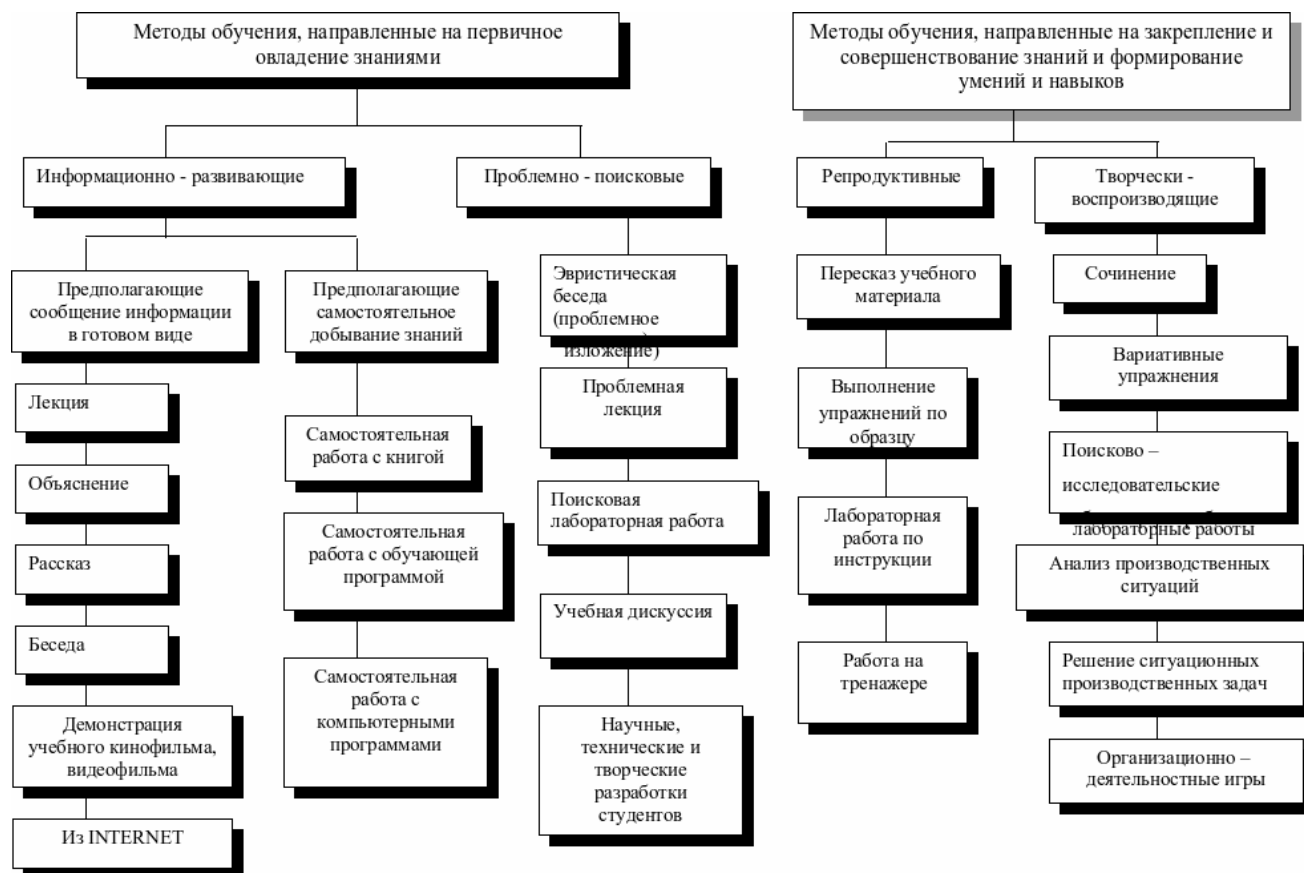 Методы обучения, направленные на первичное
овладение знаниями
Методы обучения, направленные на закрепление и
совершенствование знаний и формирование
умений и навыков
Информационно - развивающие
Проблемно - поисковые
Репродуктивные
Творчески -
воспроизводящие
Предполагающие
сообщение информации
в готовом виде
Лекция
Объяснение
Рассказ
Беседа
Демонстрация
учебного кинофильма,
видеофильма
Из INTERNET
Предполагающие
самостоятельное
добывание знаний
Самостоятельная
работа с книгой
Самостоятельная
работа с обучающей
программой
Самостоятельная
работа с
компьютерными
программами
Эвристическая
беседа
(проблемное
изложение)
Проблемная
лекция
Поисковая
лабораторная работа
Учебная дискуссия
Научные,
технические и
творческие
разработки
студентов
Пересказ учебного
материала
Выполнение
упражнений по
образцу
Лабораторная
работа по
инструкции
Работа на
тренажере
Сочинение
Вариативные
упражнения
Поисково –
исследовательские
лабораторные работы
Анализ производственных
ситуаций
Решение ситуационных
производственных задач
Организационно –
деятельностные игры